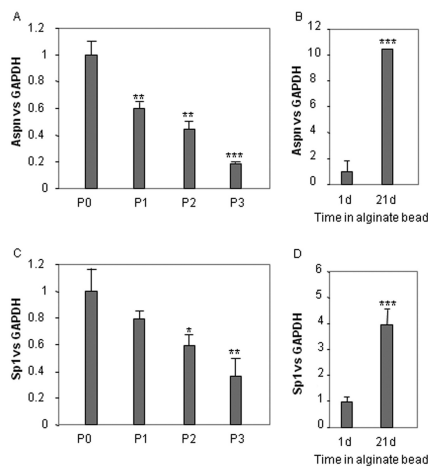 A
Aspn vs GAPDH
1.2
1
0.8
0.6
0.4
0.2
0
**
**
***
P0 P1 P2 P3
B
Aspn vs GAPDH
12
10
8
6
4
2
0
***
1d 21d
Time in alginate bead
C
Sp1 vs GAPDH
1.2
1
0.8
0.6
0.4
0.2
0
*
**
P0 P1 P2 P3
D
Sp1 vs GAPDH
6
5
4
3
2
1
0
***
1d 21d
Time in alginate bead